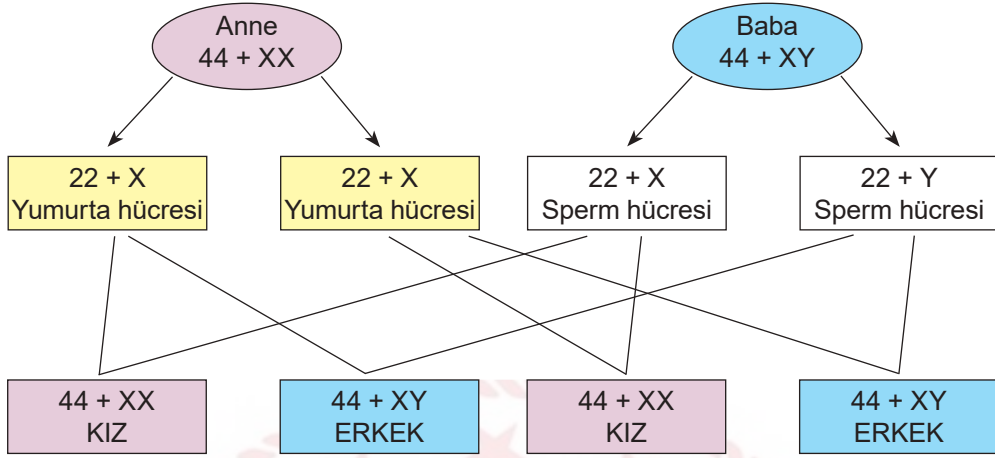 Anne
44 + XX
Baba
44 + XY
22 + X
Yumurta hücresi
22 + X
Yumurta hücresi
22 + X
Sperm hücresi
22 + Y
Sperm hücresi
44 + XX
KIZ
44 + XY
ERKEK
44 + XX
KIZ
44 + XY
ERKEK